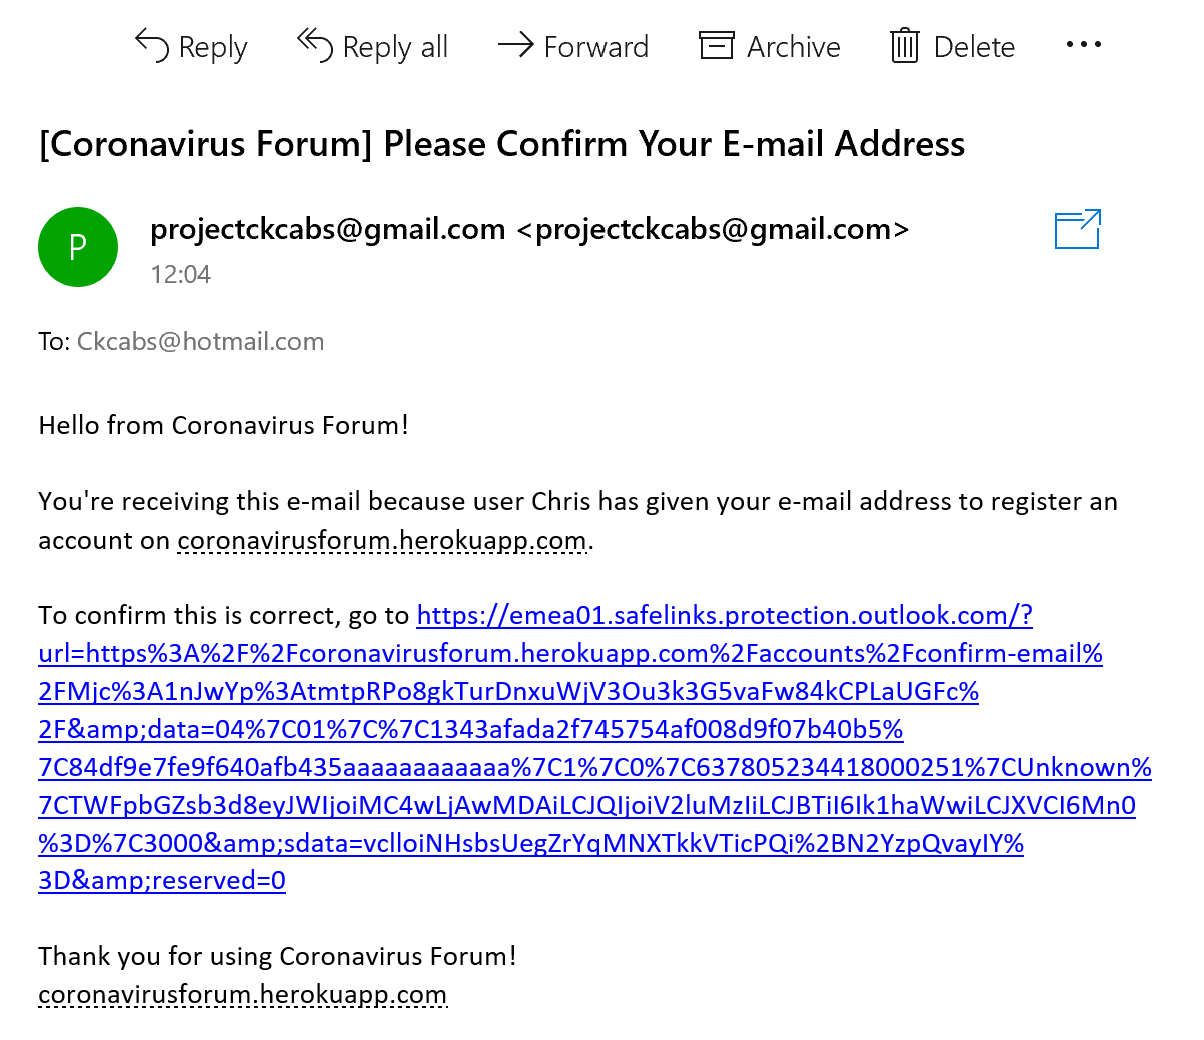 Reply Reply all Forward Archive Delete
[Coronavirus Forum] Please Confirm Your E-mail Address
P
projectckcabs@gmail.com <projectckcabs@gmail.com>
12:04
To: Ckcabs@hotmail.com
Hello from Coronavirus Forum!
You're receiving this e-mail because user Chris has given your e-mail address to register an
account on coronavirusforum.herokuapp.com.
To confirm this is correct, go to https://emea01.safelinks.protection.outlook.com/?
url=https%3A%2F%2Fcoronavirusforum.herokuapp.com%2Faccounts%2Fconfirm-email%
2FMjc%3A1nJwYp%3AtmtpRPo8gkTurDnxuWjV3Ou3k3G5vaFw84kCPLaUGFc%
2F&amp;data=04%7C01%7C%7C1343afada2f745754af008d9f07b40b5%
7C84df9e7fe9f640afb435aaaaaaaaaaaa%7C1%7C0%7C637805234418000251%7CUnknown%
7CTWFpbGZsb3d8eyJWIjoiMC4wLjAwMDAiLCJQIjoiV2luMzIiLCJBTiI6Ik1haWwiLCJXVCI6Mn0
%3D%7C3000&amp;sdata=vclloiNHsbsUegZrYqMNXTkkVTicPQi%2BN2YzpQvayIY%
3D&amp;reserved=0
Thank you for using Coronavirus Forum!
coronavirusforum.herokuapp.com